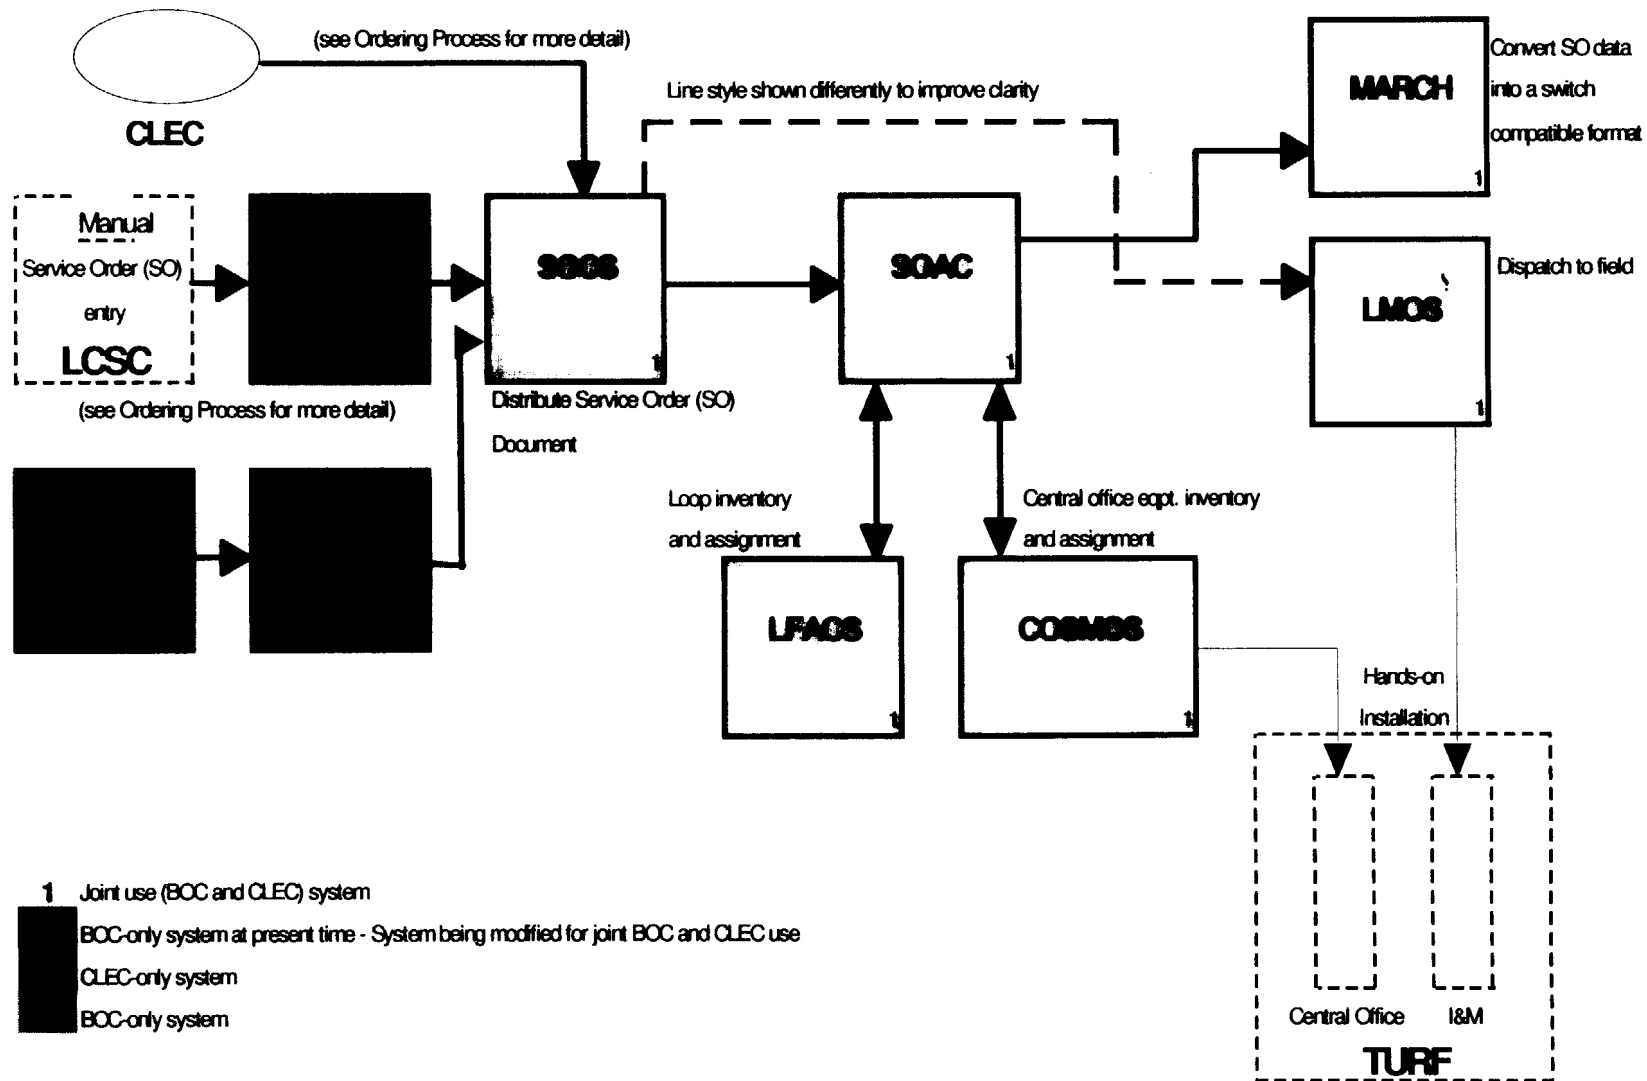 (see Ordering Process for more detail)
CLEC
Line style shown differently to improve clarity
MARCH
1
Convert SO data
into a switch
compatible format
Manual
Service Order (SO)
entry
LCSC
(see Ordering Process for more detail)
SOCS
1
Distribute Service Order (SO)
Document
SOAC
1
LMOS
1
Dispatch to field
Loop inventory
and assignment
Central office eqpt. inventory
and assignment
LFACS
1
COSMOS
1
Hands-on
Installation
Central Office
I&M
TURF
1 Joint use (BOC and CLEC) system
BOC-only system at present time - System being modified for joint BOC and CLEC use
CLEC-only system
BOC-only system